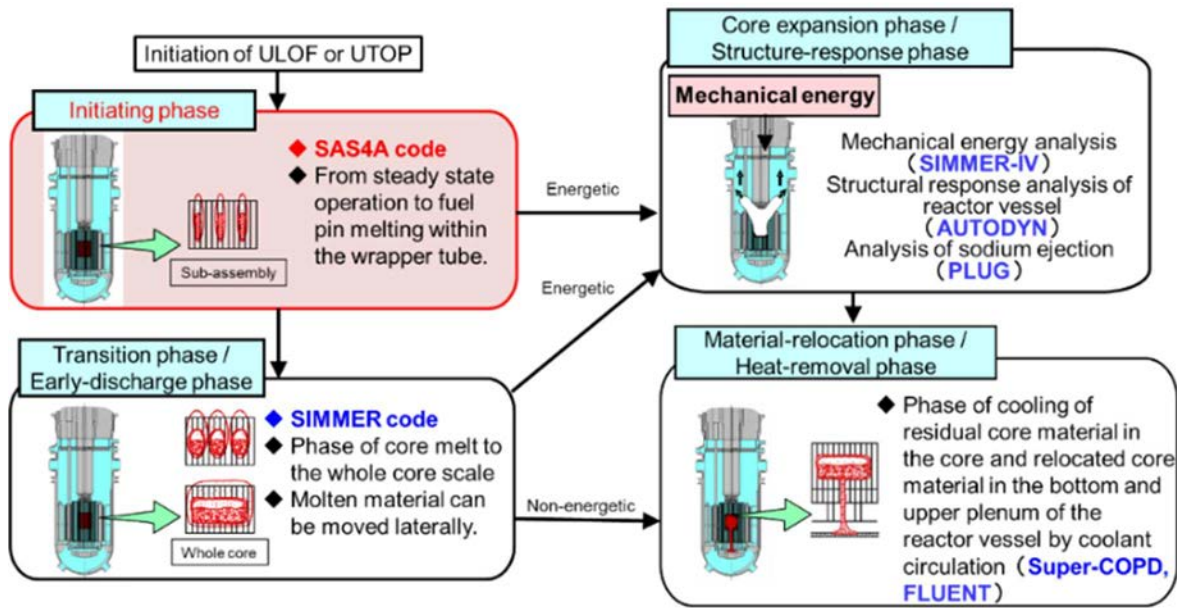 Initiation of ULOF or UTOP
Initiating phase
◆ SAS4A code
◆ From steady state
operation to fuel
pin melting within
the wrapper tube.
Sub-assembly
Energetic
Energetic
Transition phase /
Early-discharge phase
◆ SIMMER code
◆ Phase of core melt to
the whole core scale
◆ Molten material can
be moved laterally.
Whole core
Non-energetic
Core expansion phase /
Structure-response phase
Mechanical energy
Mechanical energy analysis
(SIMMER-IV)
Structural response analysis of
reactor vessel
(AUTODYN)
Analysis of sodium ejection
(PLUG)
Material-relocation phase /
Heat-removal phase
◆ Phase of cooling of
residual core material in
the core and relocated core
material in the bottom and
upper plenum of the
reactor vessel by coolant
circulation (Super-COPD,
FLUENT)